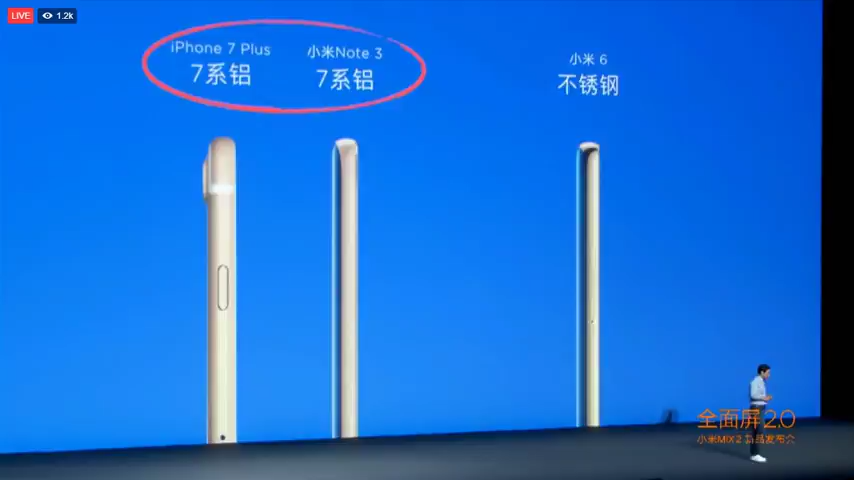 LIVE 1.2k
iPhone 7 Plus
7系铝
小米Note 3
7系铝
小米 6
不锈钢
全面屏2.0
小米MIX2 新品发布会